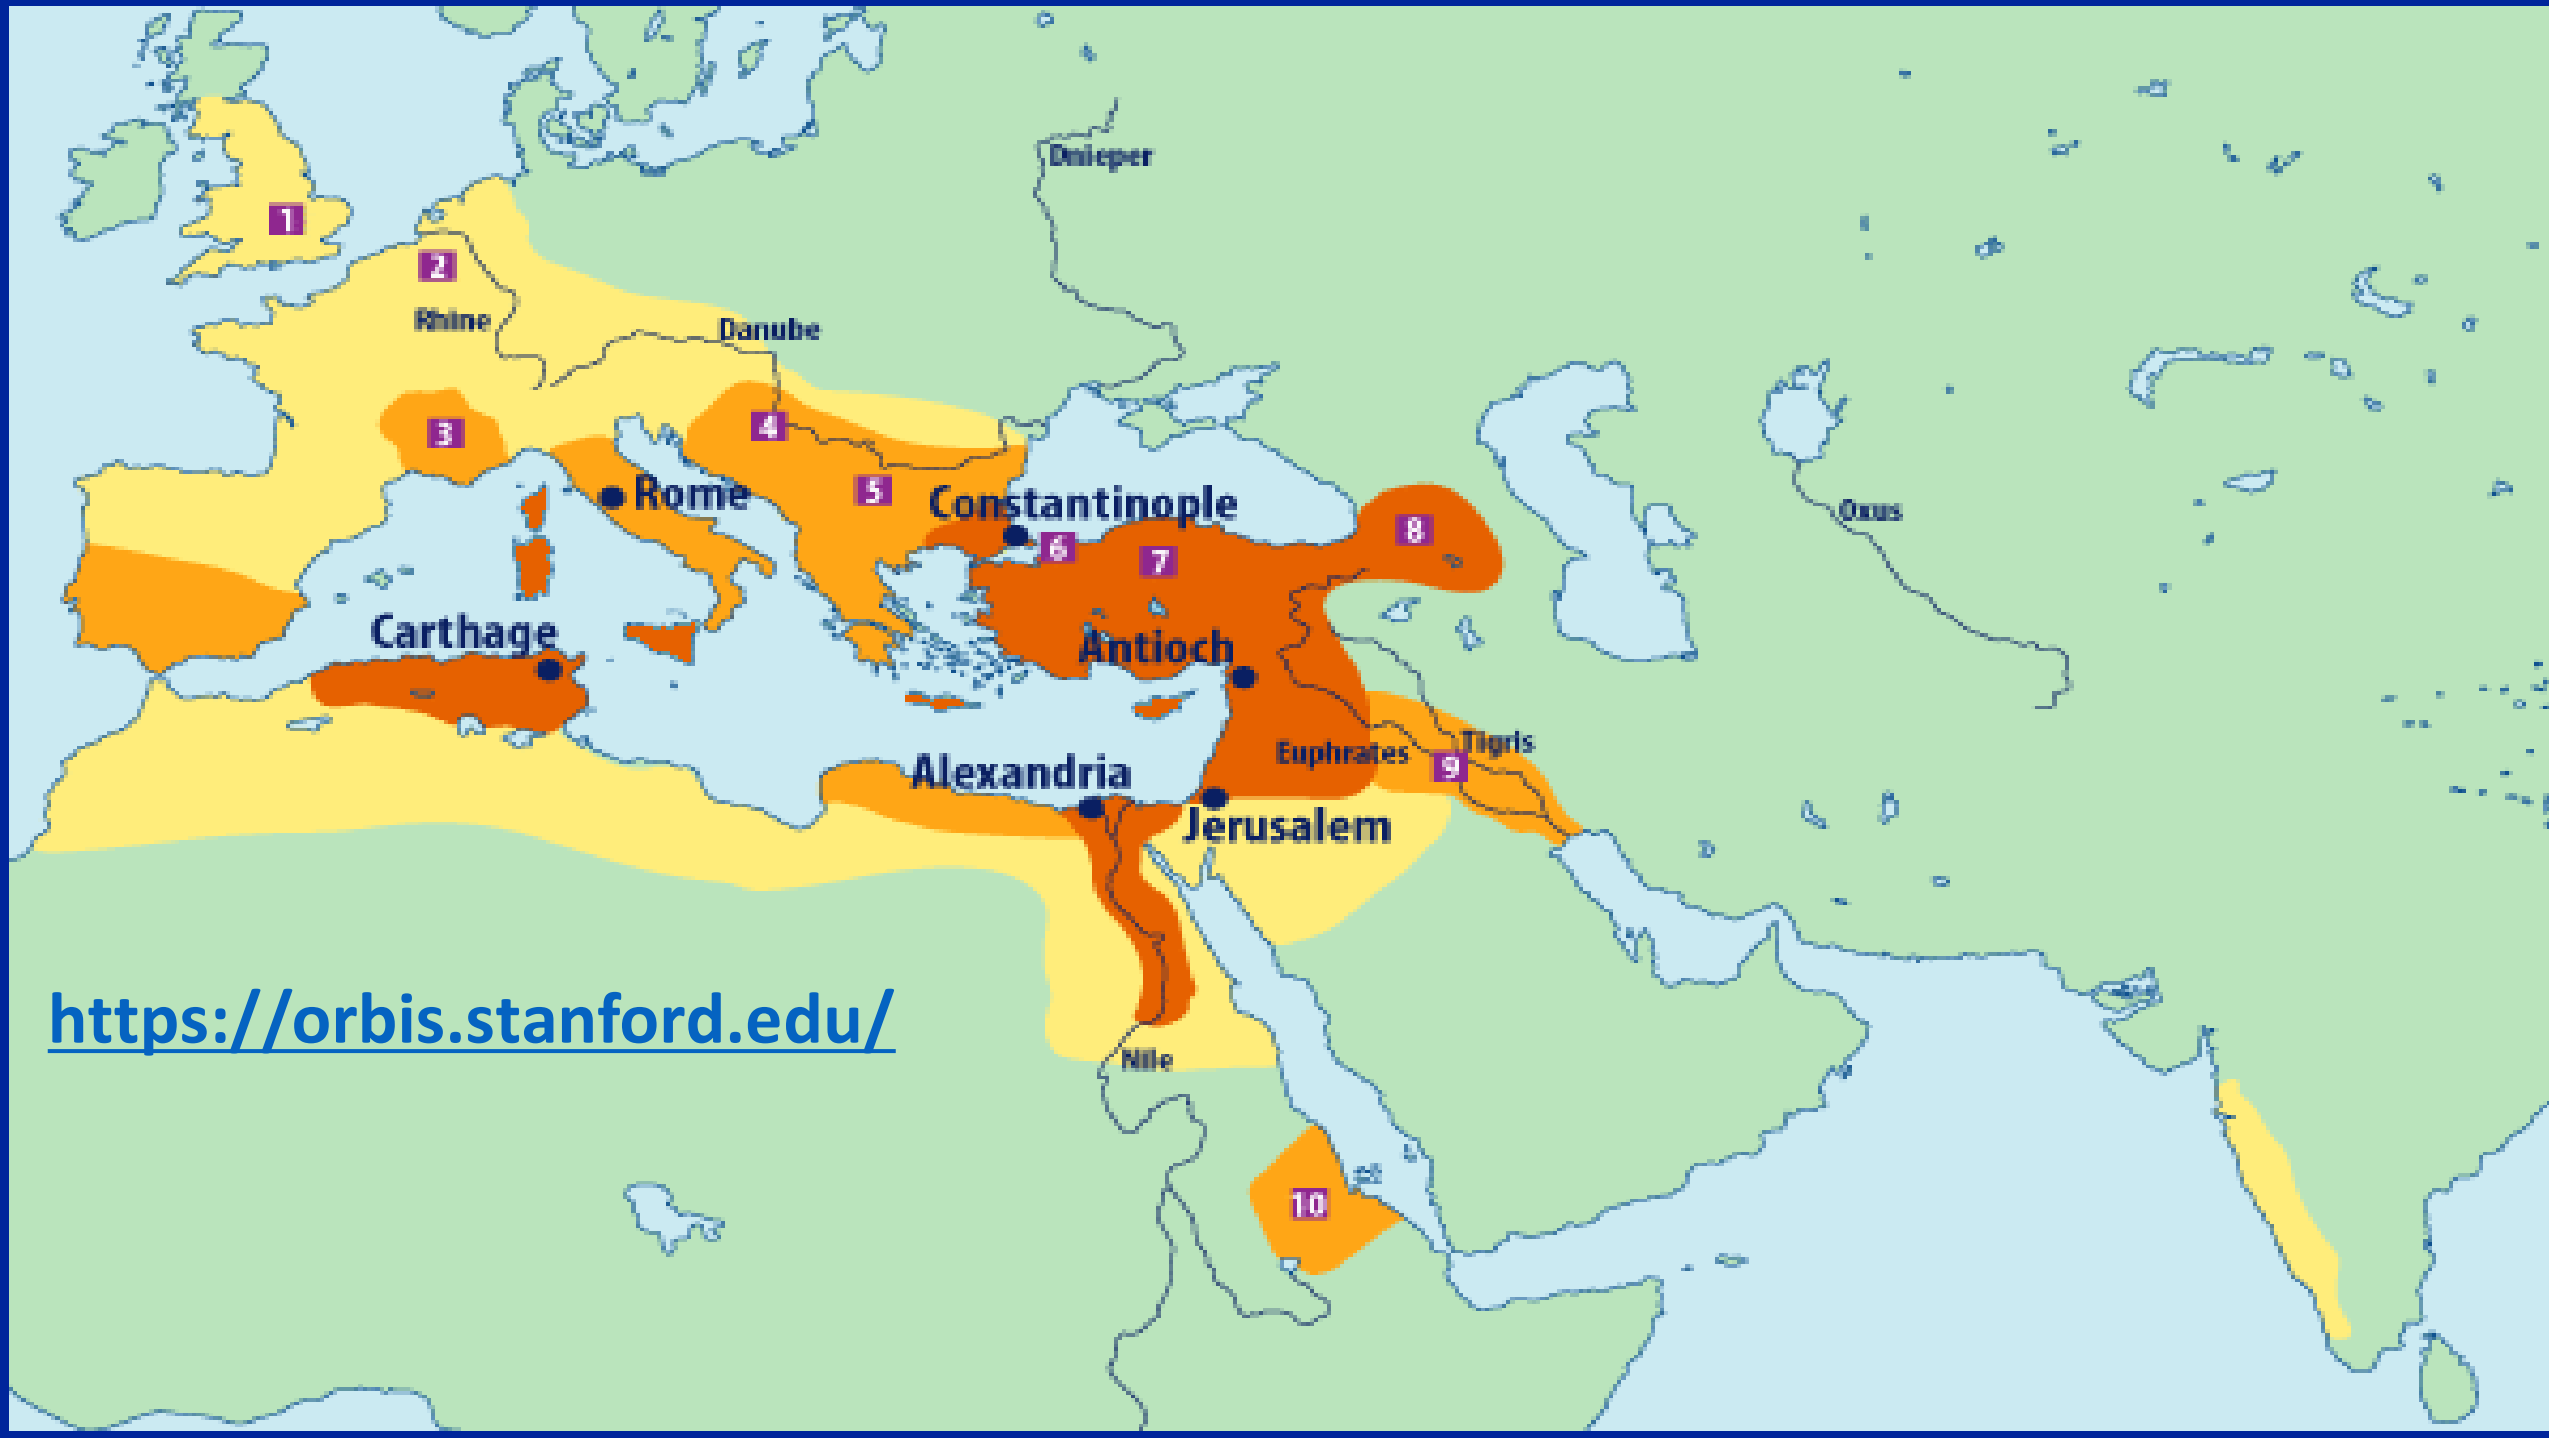 Dnieper
1
2
Rhine
Danube
3
4
5
Rome
Constantinople
6
7
8
Oxus
Carthage
Antioch
Euphrates
Tigris
9
Alexandria
Jerusalem
https://orbis.stanford.edu/
Nile
10